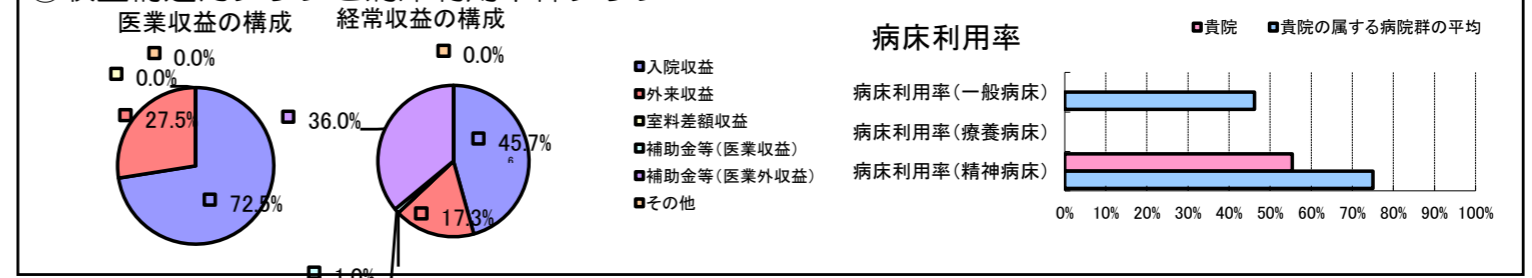 医業収益の構成
0.0%
0.0%
27.5%
72.5%
経常収益の構成
0.0%
36.0%
45.7%
17.3%
入院収益
外来収益
室料差額収益
補助金等(医業収益)
補助金等(医業外収益)
その他
病床利用率
貴院
貴院の属する病院群の平均
病床利用率(一般病床)
病床利用率(療養病床)
病床利用率(精神病床)
0% 10% 20% 30% 40% 50% 60% 70% 80% 90% 100%